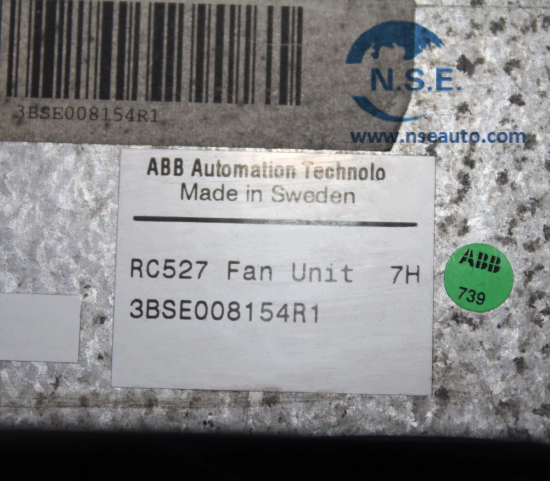 3BSE008154R1
N.S.E.
www.nseauto.com
ABB Automation Technolo
Made in Sweden
RC527 Fan Unit 7H
3BSE008154R1
ABB
739